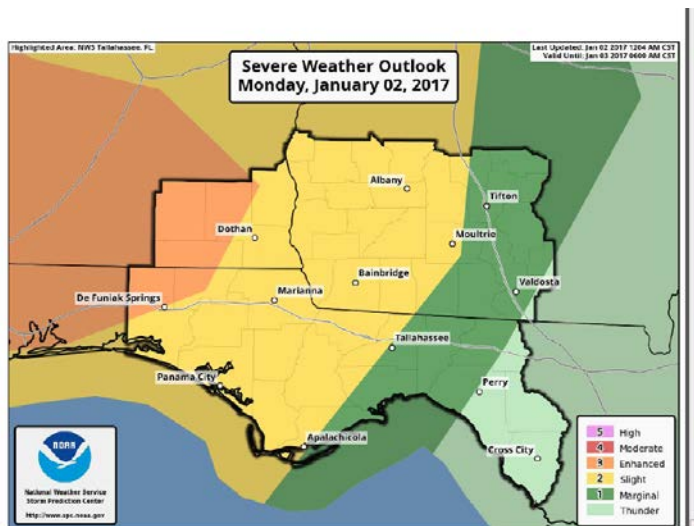 Highlighted Area: NWS Tallahassee, FL
Last Updated: Jan 02 2017 1204 AM CST
Valid Until: Jan 03 2017 0600 AM CST
Severe Weather Outlook
Monday, January 02, 2017
Albany
Tifton
Dothan
Moultrie
Bainbridge
Valdosta
De Funiak Springs
Marianna
Tallahassee
Panama City
Perry
Apalachicola
Cross City
NOAA
National Weather Service
Storm Prediction Center
http://www.spc.noaa.gov
5 High
4 Moderate
3 Enhanced
2 Slight
1 Marginal
Thunder